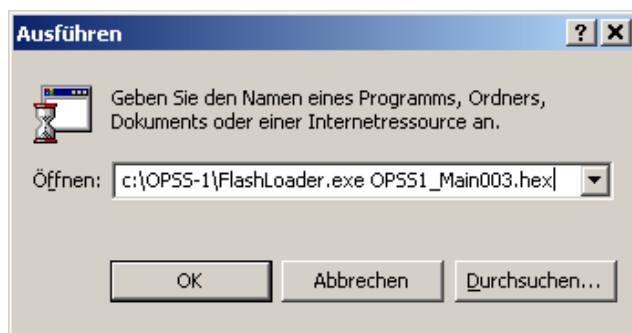 Ausführen
Geben Sie den Namen eines Programms, Ordners,
Dokuments oder einer Internetressource an.
Öffnen: c:\OPSS-1\FlashLoader.exe OPSS1_Main003.hex
OK Abbrechen Durchsuchen...